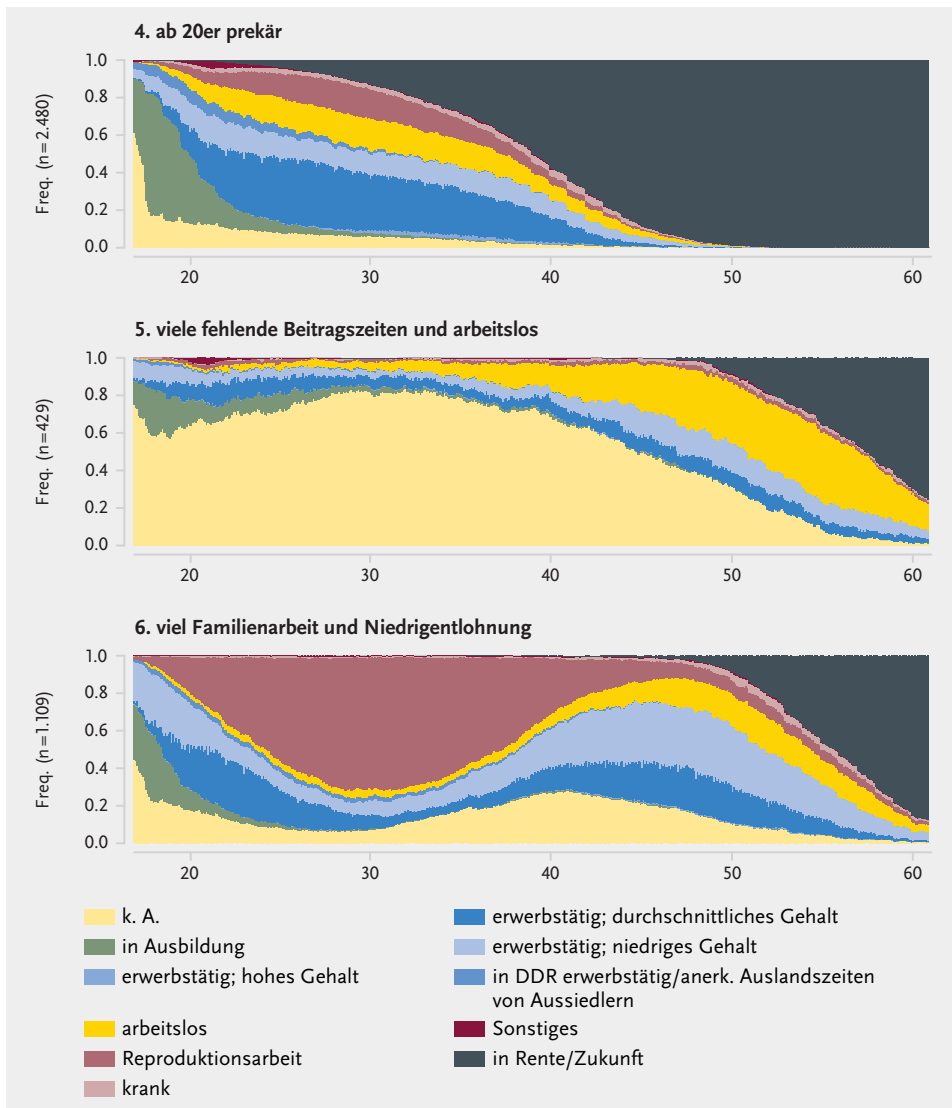 4. ab 20er prekär
Freq. (n=2.480)
1.0
0.8
0.6
0.4
0.2
0.0
20 30 40 50 60
5. viele fehlende Beitragszeiten und arbeitslos
Freq. (n=429)
1.0
0.8
0.6
0.4
0.2
0.0
20 30 40 50 60
6. viel Familienarbeit und Niedrigentlohnung
Freq. (n=1.109)
1.0
0.8
0.6
0.4
0.2
0.0
20 30 40 50 60
k. A.
in Ausbildung
erwerbstätig; hohes Gehalt
arbeitslos
Reproduktionsarbeit
krank
erwerbstätig; durchschnittliches Gehalt
erwerbstätig; niedriges Gehalt
in DDR erwerbstätig/anerk. Auslandszeiten
von Aussiedlern
Sonstiges
in Rente/Zukunft